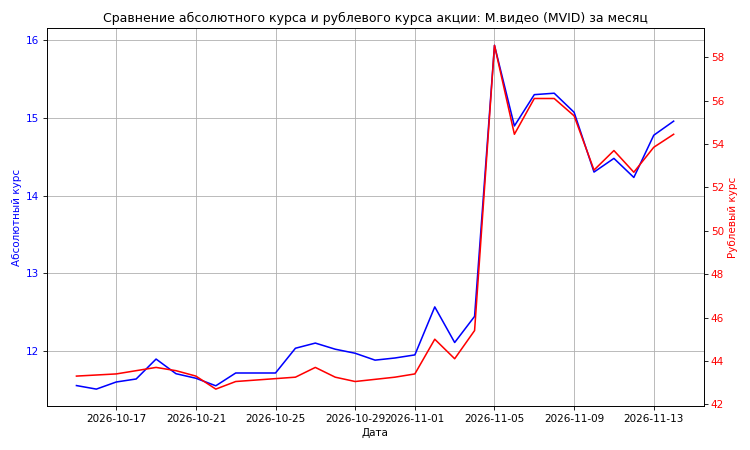 Сравнение абсолютного курса и рублевого курса акции: М.видео (MVID) за месяц
16
15
14
13
12
Абсолютный курс
58
56
54
52
50
48
46
44
42
Рублевый курс
2026-10-17 2026-10-21 2026-10-25 2026-10-29 2026-11-01 2026-11-05 2026-11-09 2026-11-13
Дата